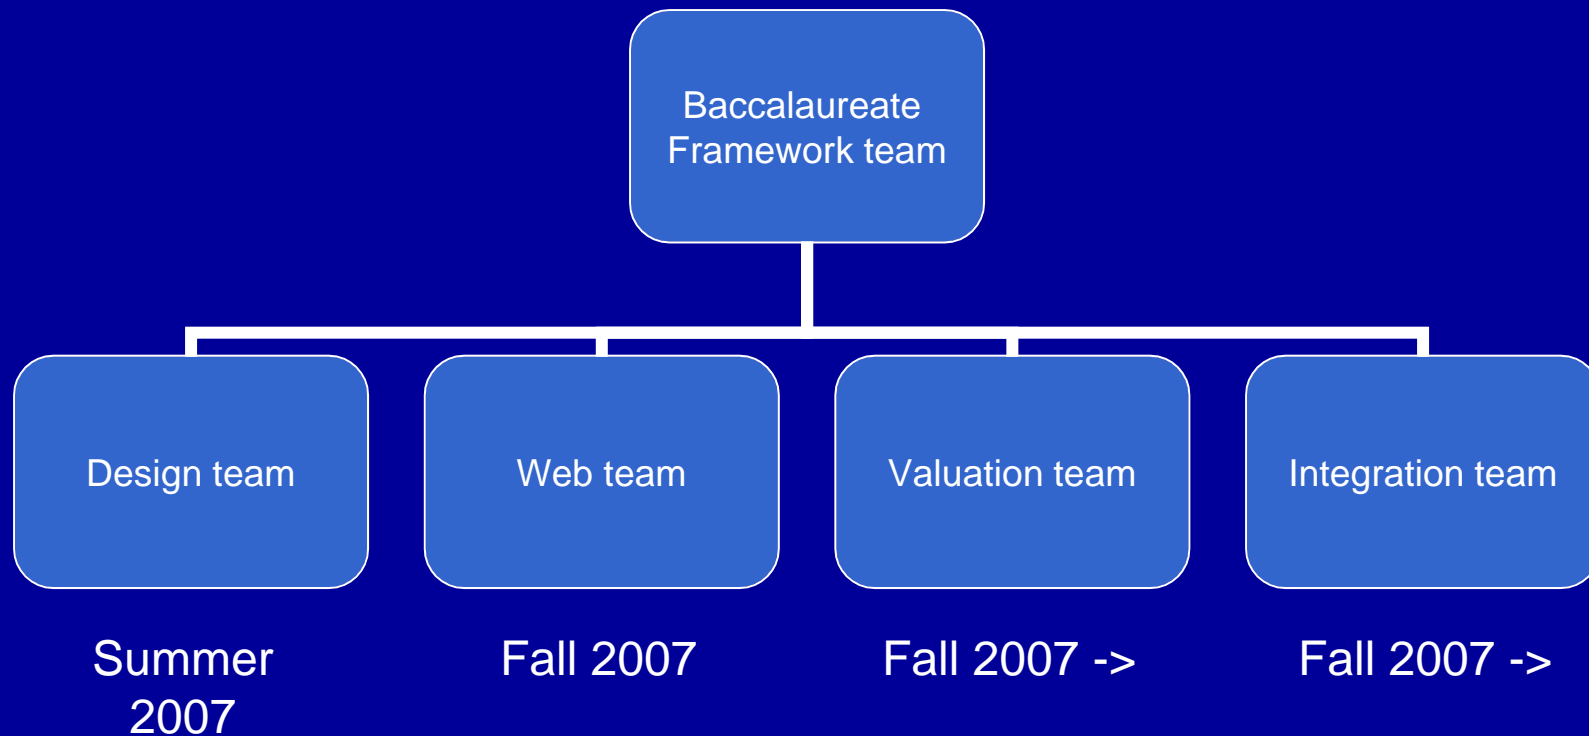 Baccalaureate
Framework team
Design team
Web team
Valuation team
Integration team
Summer
2007
Fall 2007
Fall 2007 ->
Fall 2007 ->